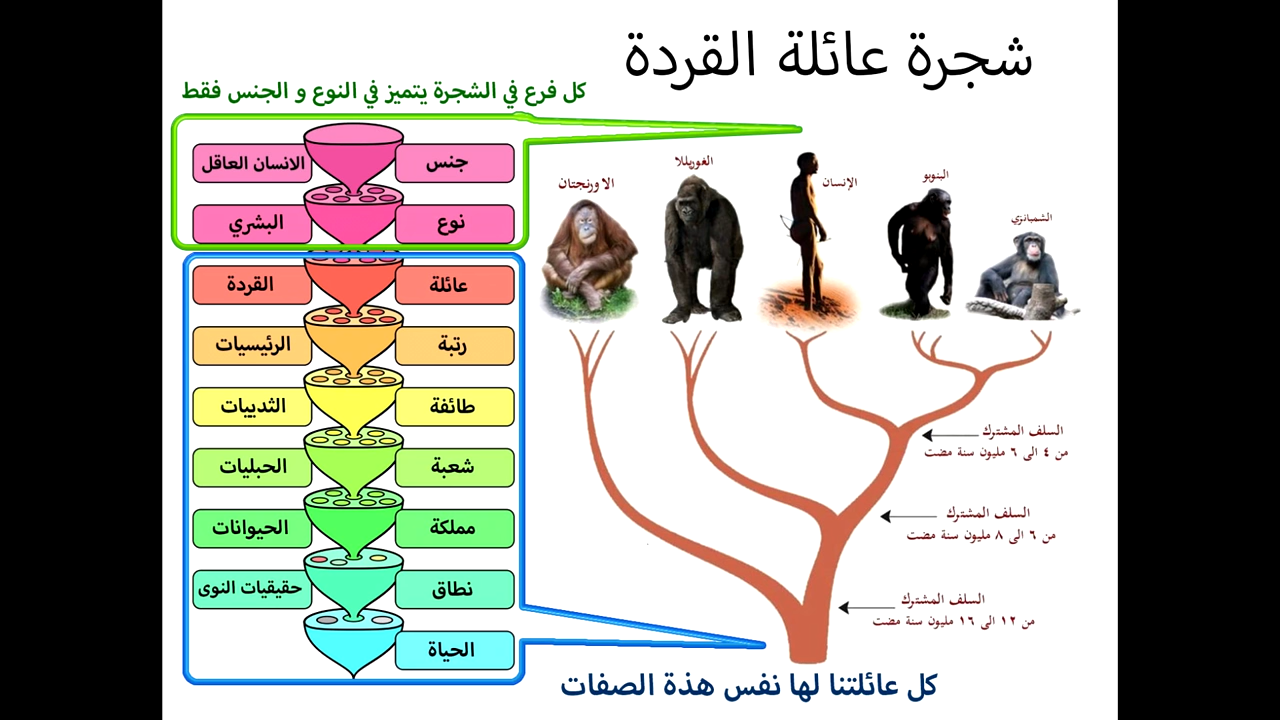 شجرة عائلة القردة
كل فرع في الشجرة يتميز في النوع و الجنس فقط
جنس
الانسان العاقل
نوع
البشري
عائلة
القردة
رتبة
الرئيسيات
طائفة
الثدييات
شعبة
الحبليات
مملكة
الحيوانات
نطاق
حقيقيات النوى
الحياة
الشمبانزي
البنوبو
الإنسان
الغوريللا
الاورنجتان
السلف المشترك
من ٤ الى ٦ مليون سنة مضت
السلف المشترك
من ٦ الى ٨ مليون سنة مضت
السلف المشترك
من ١٢ الى ١٦ مليون سنة مضت
كل عائلتنا لها نفس هذة الصفات